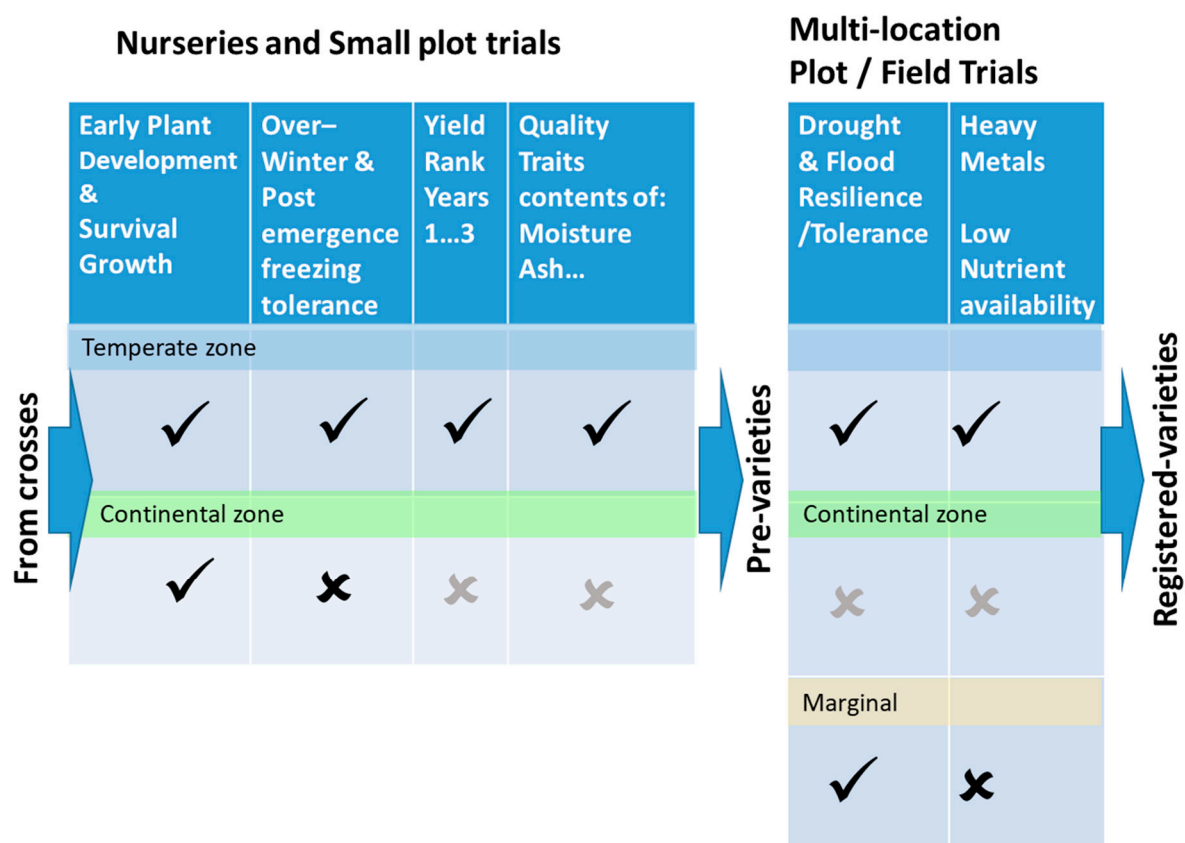 Nurseries and Small plot trials
Multi-location
Plot / Field Trials
Early Plant
Development
&
Survival
Growth
Over–
Winter &
Post
emergence
freezing
tolerance
Yield
Rank
Years
1...3
Quality
Traits
contents of:
Moisture
Ash...
Drought
& Flood
Resilience
/Tolerance
Heavy
Metals
Low
Nutrient
availability
Temperate zone
From crosses
Continental zone
Pre-varieties
Continental zone
Marginal
Registered-varieties